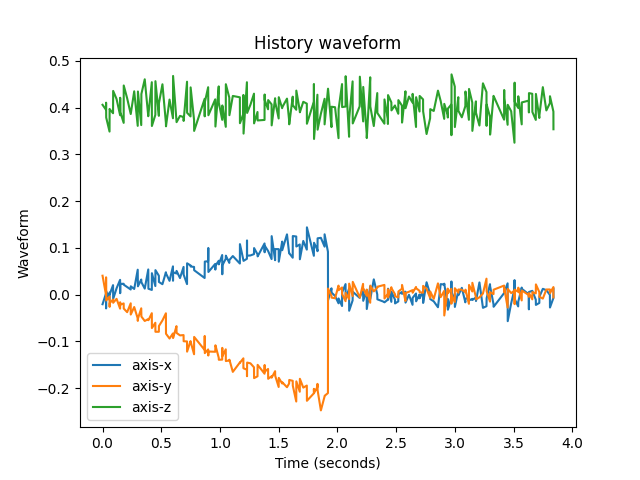 History waveform
0.5
0.4
0.3
0.2
0.1
0.0
−0.1
−0.2
Waveform
axis-x
axis-y
axis-z
0.0 0.5 1.0 1.5 2.0 2.5 3.0 3.5 4.0
Time (seconds)